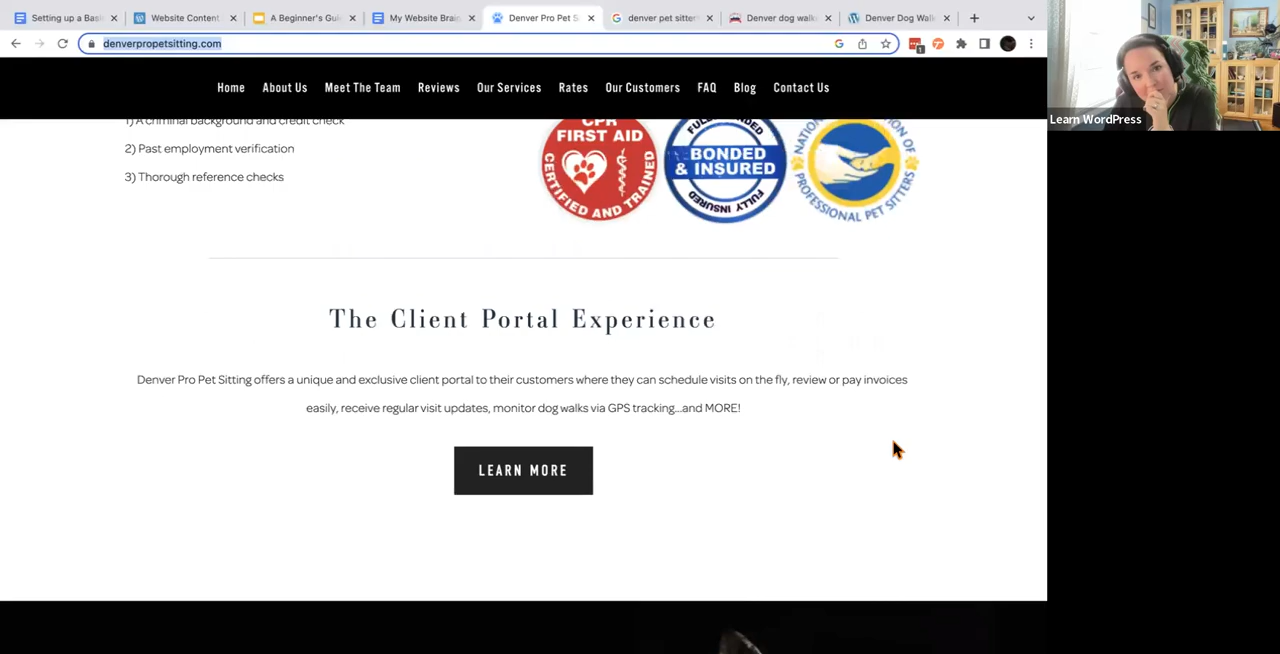 Setting up a Basi
Website Content
A Beginner's Gui
My Website Brai
Denver Pro Pet S
denver pet sitter
Denver dog walk
Denver Dog Walk
denverpropetsitting.com
1
Home About Us Meet The Team Reviews Our Services Rates Our Customers FAQ Blog Contact Us
Learn WordPress
1) A criminal background and credit check
2) Past employment verification
3) Thorough reference checks
CPR
FIRST AID
CERTIFIED AND TRAINED
BONDED
& INSURED
FULLY INSURED
PROFESSIONAL PET SITTERS
The Client Portal Experience
Denver Pro Pet Sitting offers a unique and exclusive client portal to their customers where they can schedule visits on the fly, review or pay invoices
easily, receive regular visit updates, monitor dog walks via GPS tracking...and MORE!
LEARN MORE